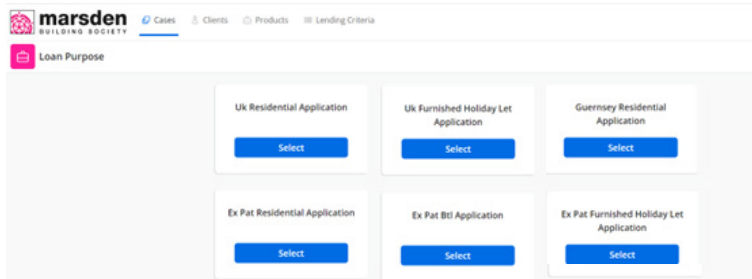 marsden
BUILDING SOCIETY
Cases Clients Products Lending Criteria
Loan Purpose
Uk Residential Application
Select
Uk Furnished Holiday Let
Application
Select
Guernsey Residential
Application
Select
Ex Pat Residential Application
Select
Ex Pat Btl Application
Select
Ex Pat Furnished Holiday Let
Application
Select